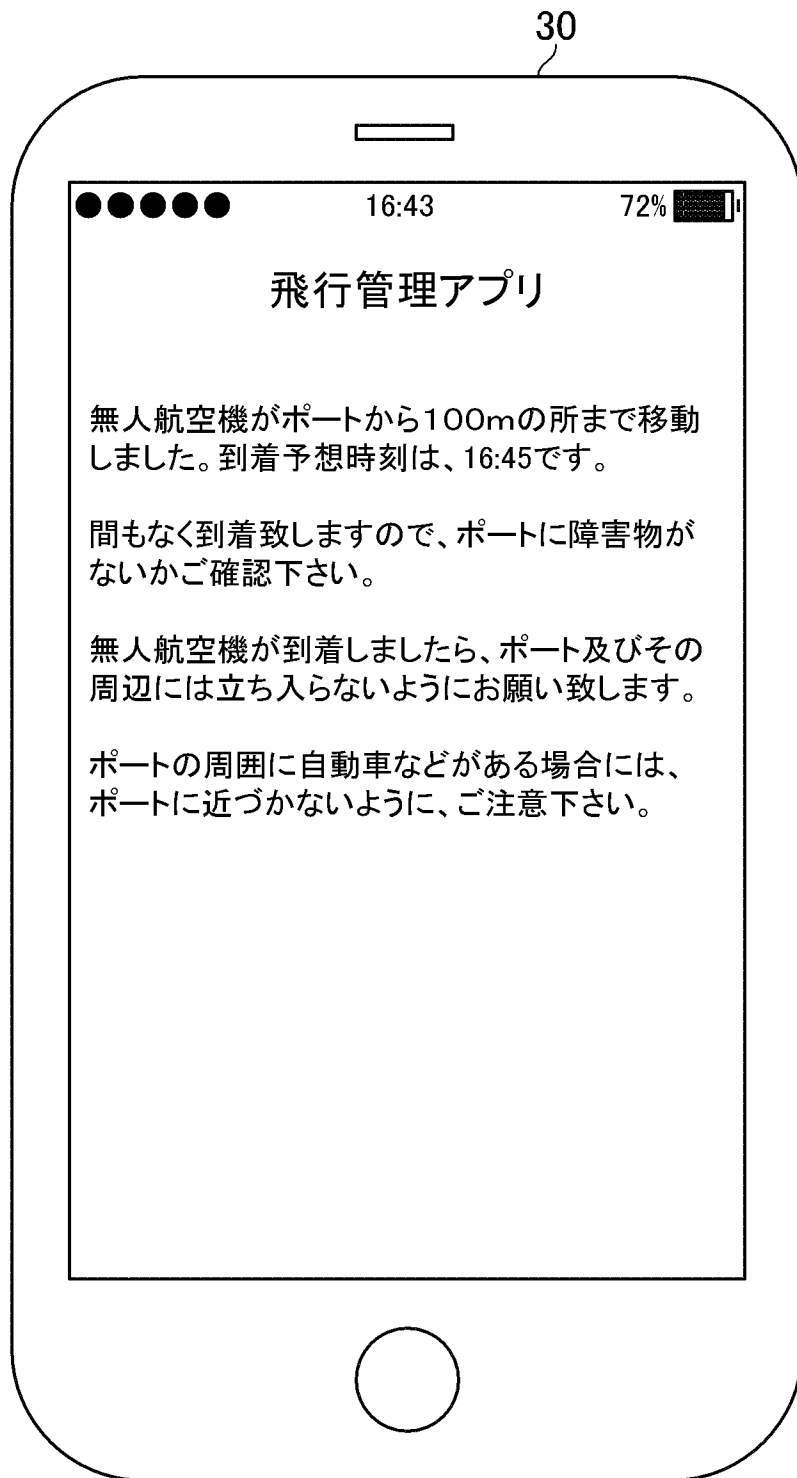 30
16:43 72%
飛行管理アプリ
無人航空機がポートから100mの所まで移動
しました。到着予想時刻は、16:45です。
間もなく到着致しますので、ポートに障害物が
ないかご確認下さい。
無人航空機が到着しましたら、ポート及びその
周辺には立ち入らないようにお願い致します。
ポートの周囲に自動車などがある場合には、
ポートに近づかないように、ご注意下さい。